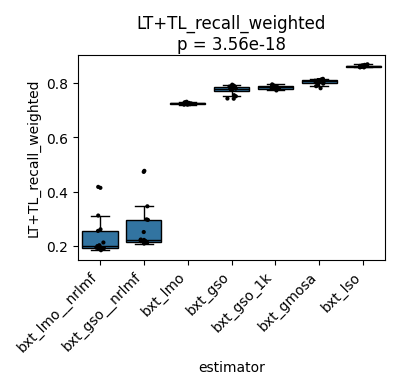 LT+TL_recall_weighted
p = 3.56e-18
LT+TL_recall_weighted
0.8
0.6
0.4
0.2
bxt_lmo__nrlmf
bxt_gso__nrlmf
bxt_lmo
bxt_gso
bxt_gso_1k
bxt_gmosa
bxt_lso
estimator